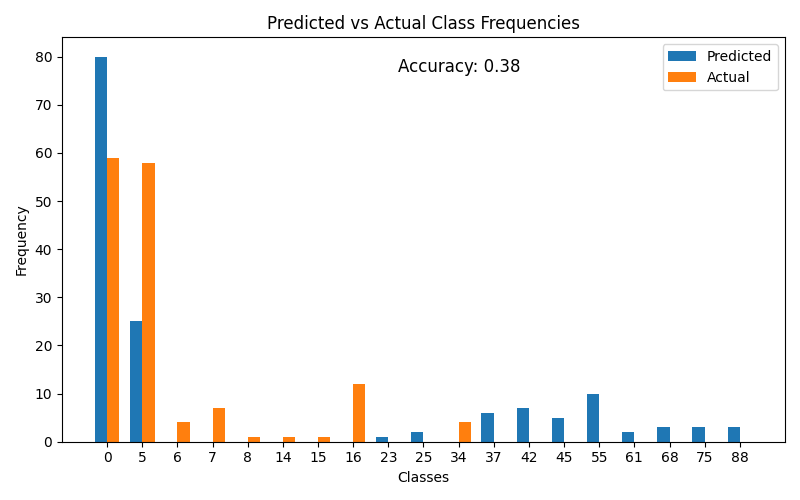 Predicted vs Actual Class Frequencies
Accuracy: 0.38
Predicted
Actual
Frequency
80
70
60
50
40
30
20
10
0
0 5 6 7 8 14 15 16 23 25 34 37 42 45 55 61 68 75 88
Classes